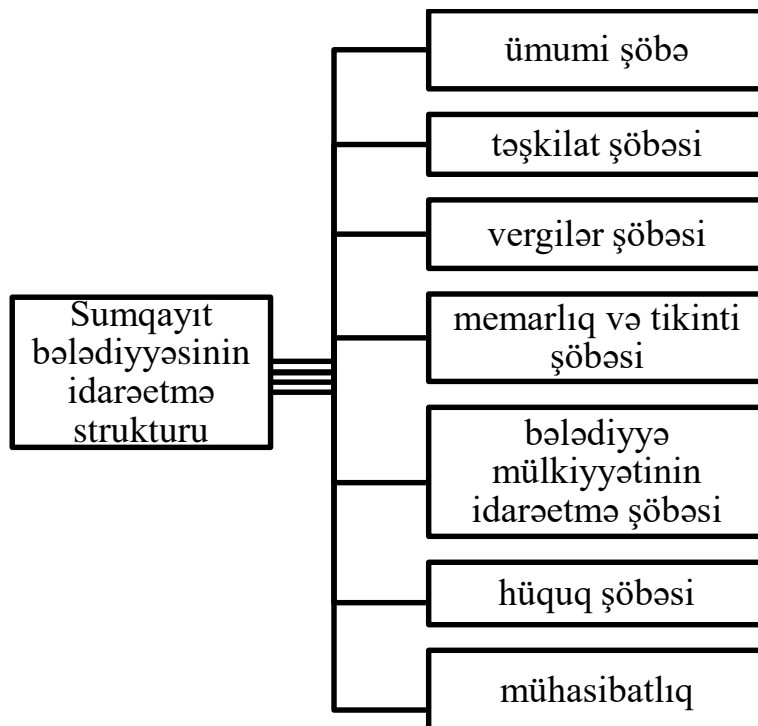 ümumi şöbə
təşkilat şöbəsi
vergilər şöbəsi
Sumqayıt
bələdiyyəsinin
idarəetmə
strukturu
memarlıq və tikinti
şöbəsi
bələdiyyə
mülkiyyətinin
idarəetmə şöbəsi
hüquq şöbəsi
mühasibatlıq